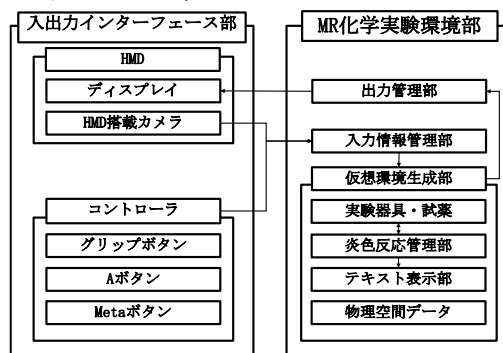 入出力インターフェース部
HMD
ディスプレイ
HMD搭載カメラ
コントローラ
グリップボタン
Aボタン
Metaボタン
MR化学実験環境部
出力管理部
入力情報管理部
仮想環境生成部
実験器具・試薬
炎色反応管理部
テキスト表示部
物理空間データ